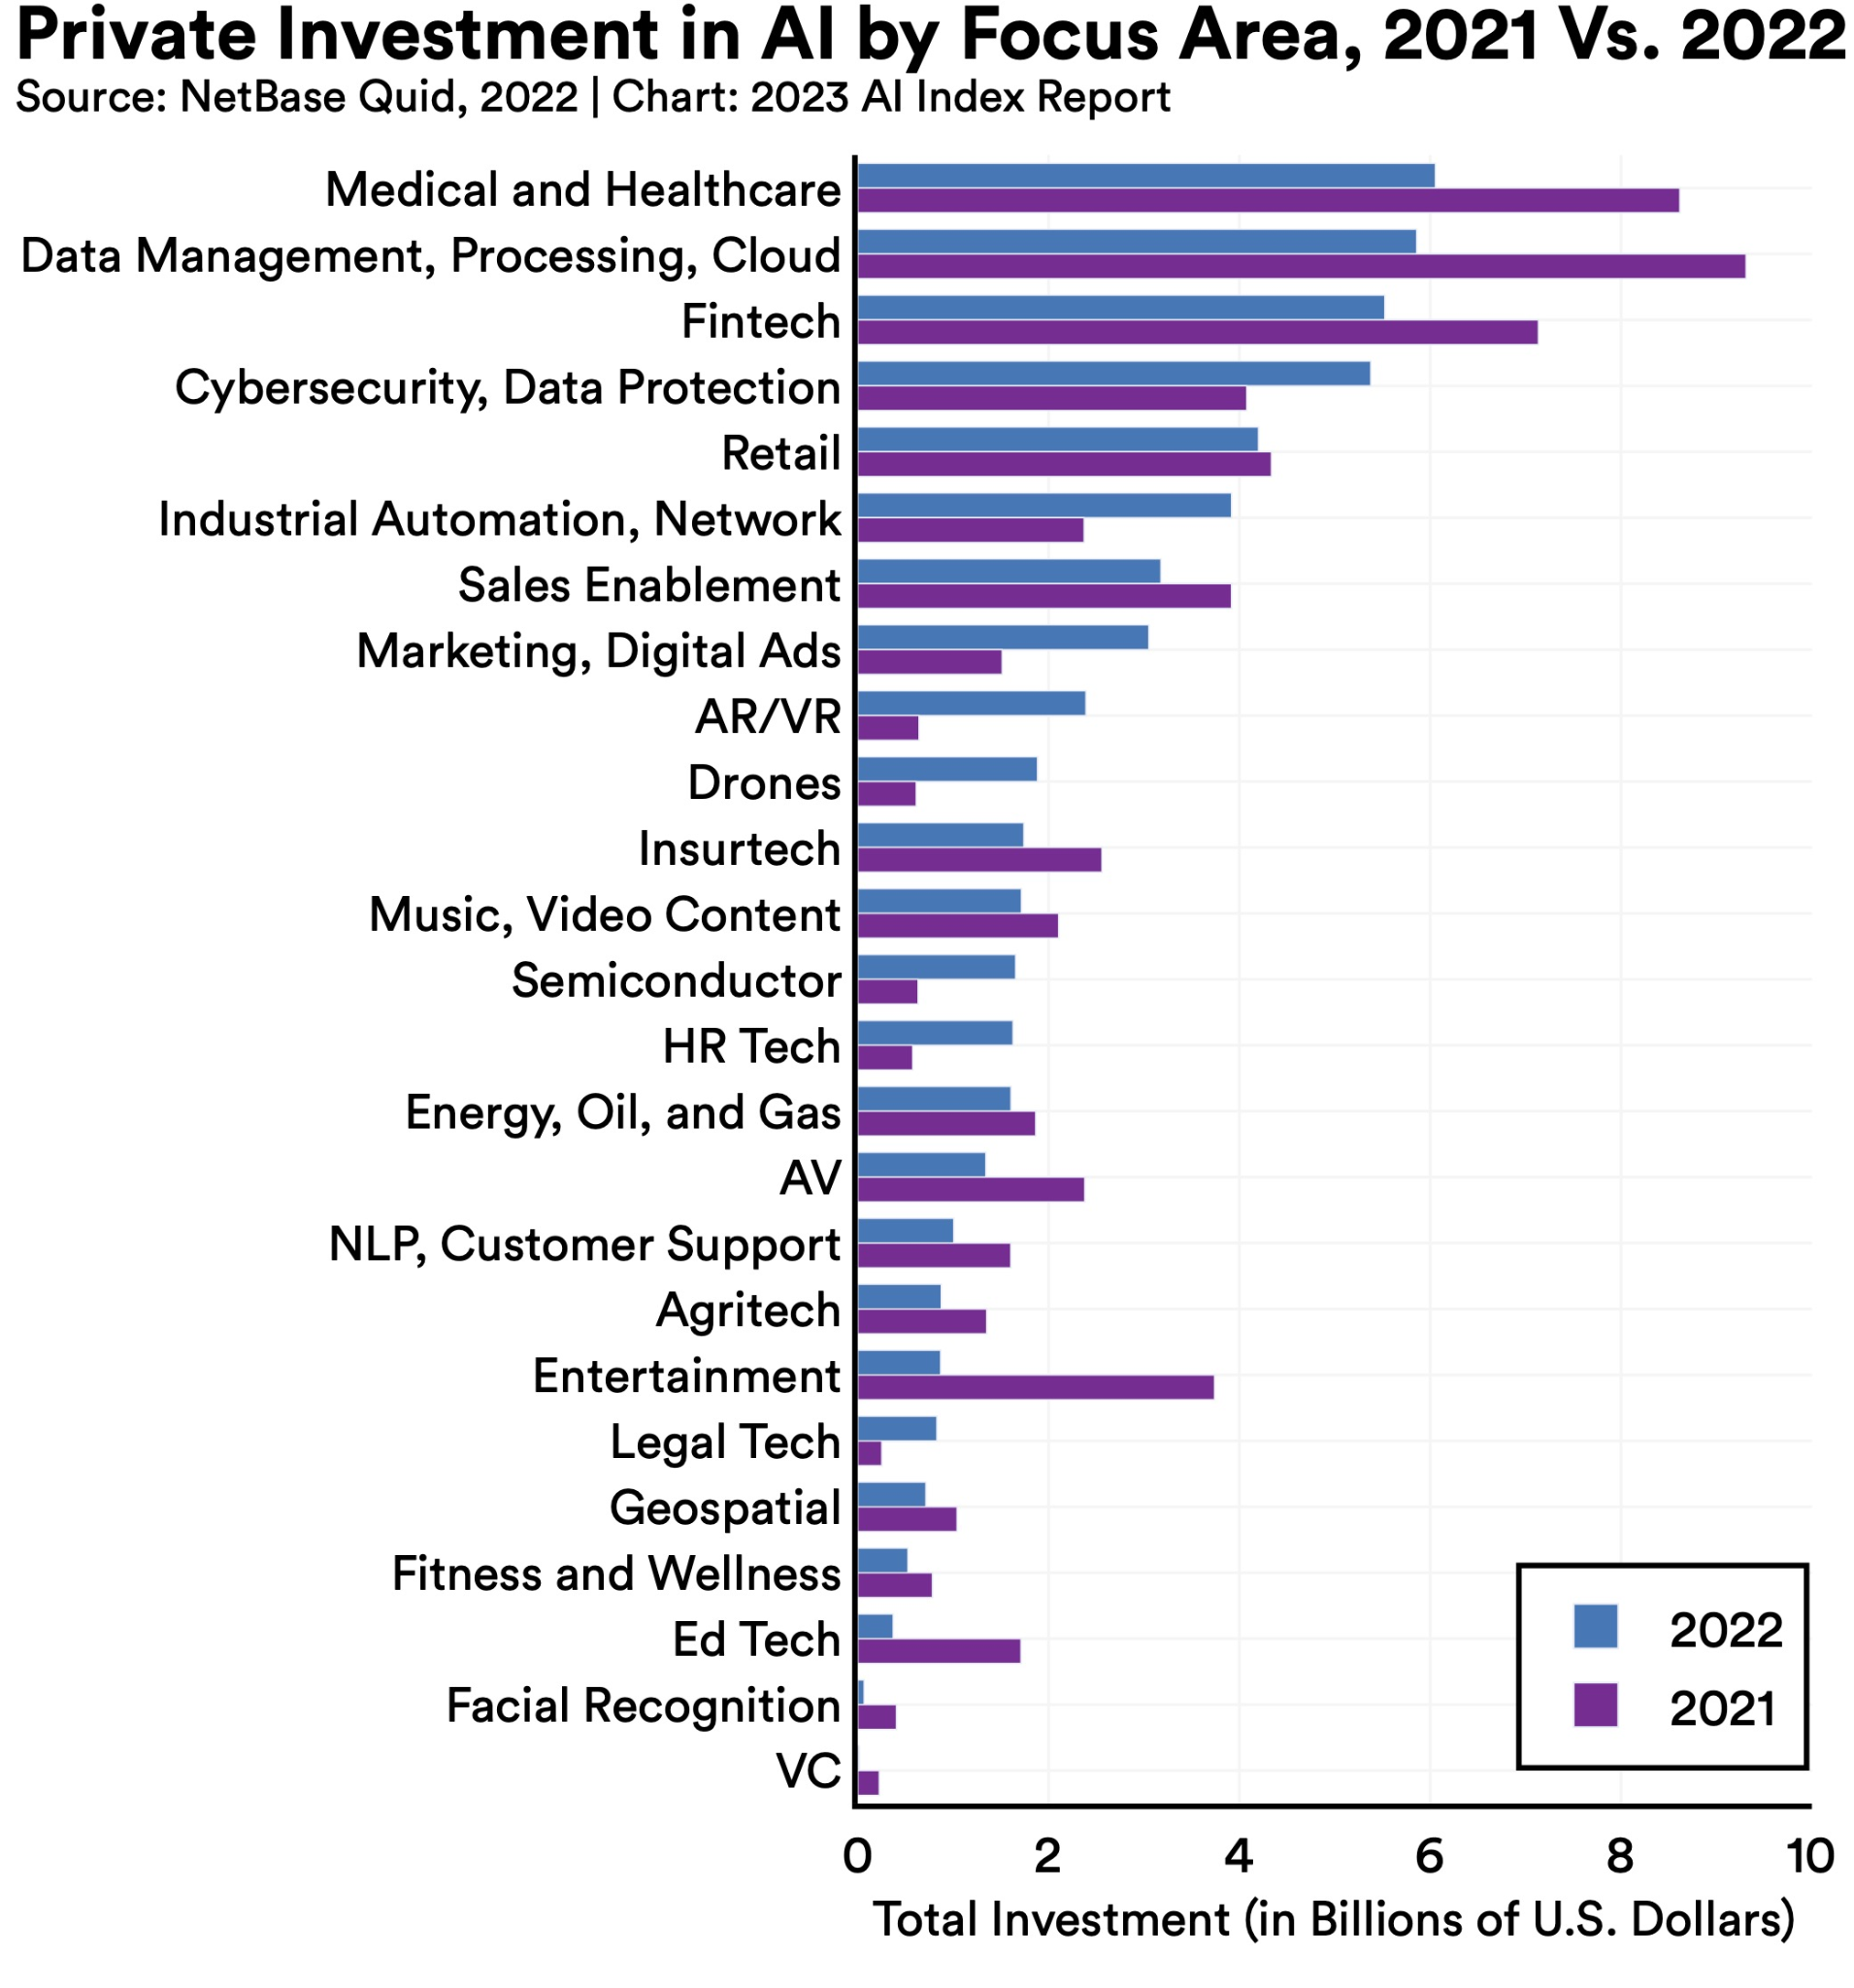 Private Investment in AI by Focus Area, 2021 Vs. 2022
Source: NetBase Quid, 2022 | Chart: 2023 AI Index Report
Medical and Healthcare
Data Management, Processing, Cloud
Fintech
Cybersecurity, Data Protection
Retail
Industrial Automation, Network
Sales Enablement
Marketing, Digital Ads
AR/VR
Drones
Insurtech
Music, Video Content
Semiconductor
HR Tech
Energy, Oil, and Gas
AV
NLP, Customer Support
Agritech
Entertainment
Legal Tech
Geospatial
Fitness and Wellness
Ed Tech
Facial Recognition
VC
2022
2021
0 2 4 6 8 10
Total Investment (in Billions of U.S. Dollars)